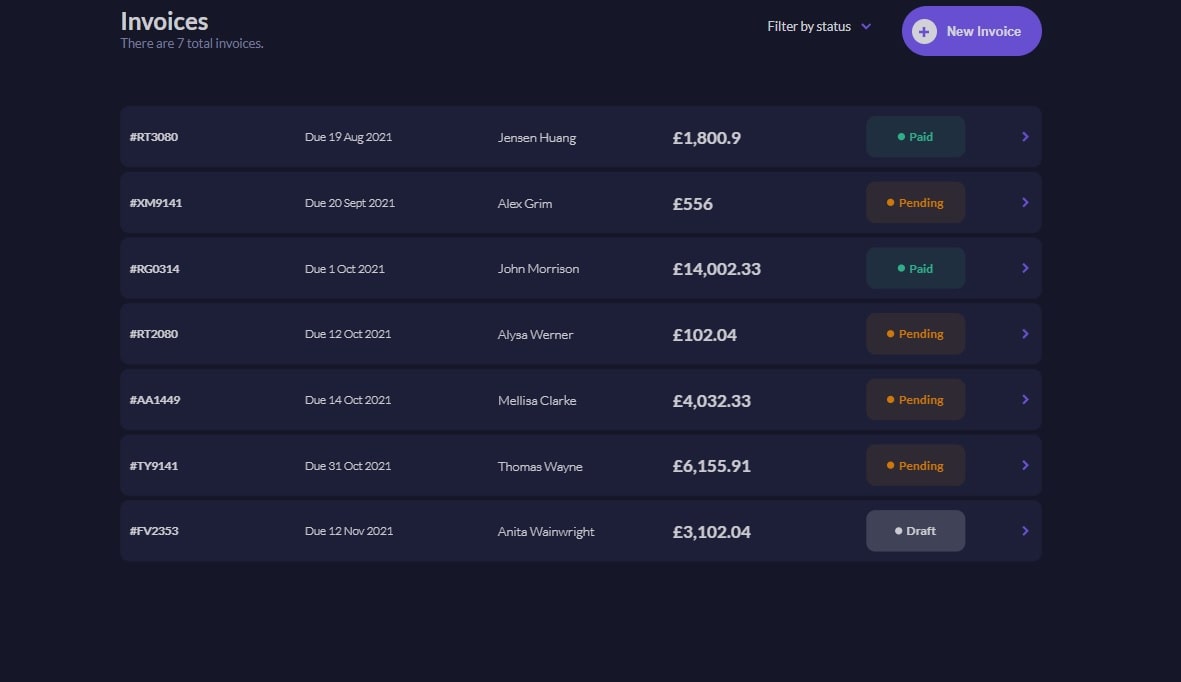 Invoices
There are 7 total invoices.
Filter by status
New Invoice
#RT3080 Due 19 Aug 2021 Jensen Huang £1,800.9 Paid
#XM9141 Due 20 Sept 2021 Alex Grim £556 Pending
#RG0314 Due 1 Oct 2021 John Morrison £14,002.33 Paid
#RT2080 Due 12 Oct 2021 Alysa Werner £102.04 Pending
#AA1449 Due 14 Oct 2021 Mellisa Clarke £4,032.33 Pending
#TY9141 Due 31 Oct 2021 Thomas Wayne £6,155.91 Pending
#FV2353 Due 12 Nov 2021 Anita Wainwright £3,102.04 Draft